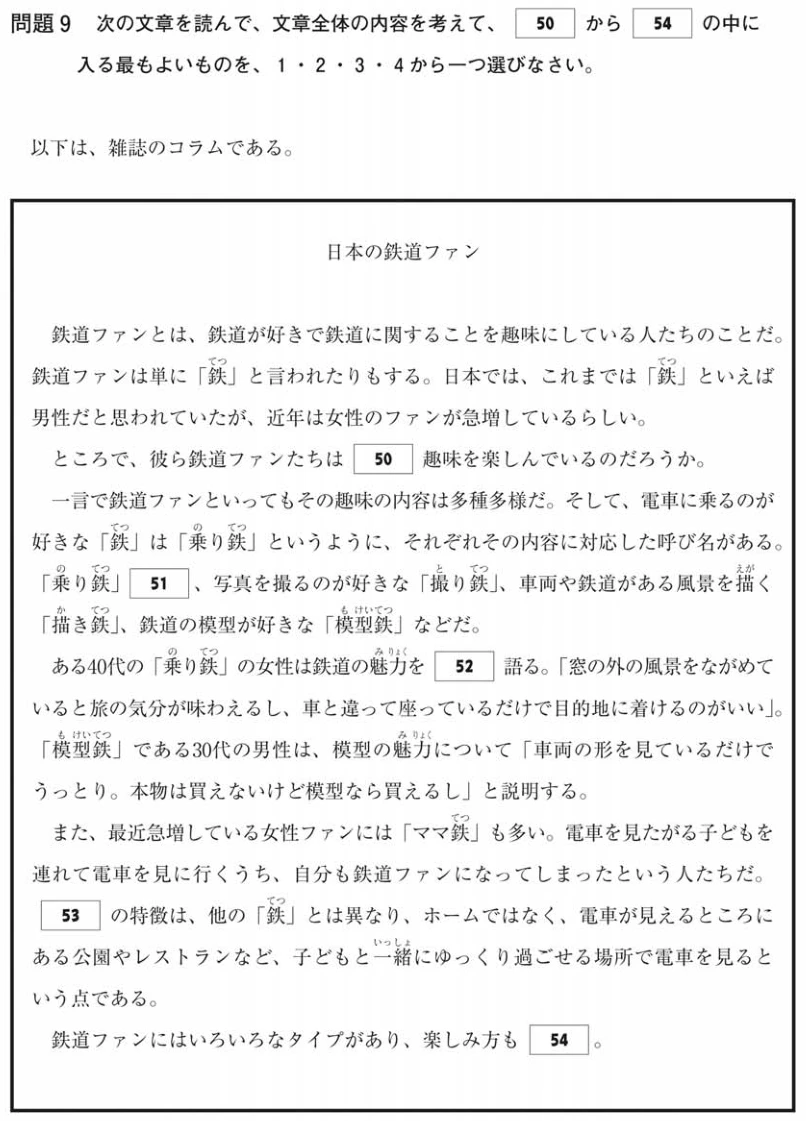 問題9 次の文章を読んで、文章全体の内容を考えて、 50 から 54 の中に
入る最もよいものを、1・2・3・4から一つ選びなさい。
以下は、雑誌のコラムである。
日本の鉄道ファン
鉄道ファンとは、鉄道が好きで鉄道に関することを趣味にしている人たちのことだ。
鉄道ファンは単に「鉄」と言われたりもする。日本では、これまでは「鉄」といえば
男性だと思われていたが、近年は女性のファンが急増しているらしい。
ところで、彼ら鉄道ファンたちは 50 趣味を楽しんでいるのだろうか。
一言で鉄道ファンといってもその趣味の内容は多種多様だ。そして、電車に乗るのが
好きな「鉄」は「乗り鉄」というように、それぞれその内容に対応した呼び名がある。
「乗り鉄」 51 、写真を撮るのが好きな「撮り鉄」、車両や鉄道がある風景を描く
「描き鉄」、鉄道の模型が好きな「模型鉄」などだ。
ある40代の「乗り鉄」の女性は鉄道の魅力を 52 語る。「窓の外の風景をながめて
いると旅の気分が味わえるし、車と違って座っているだけで目的地に着けるのがいい」。
「模型鉄」である30代の男性は、模型の魅力について「車両の形を見ているだけで
うっとり。本物は買えないけど模型なら買えるし」と説明する。
また、最近急増している女性ファンには「ママ鉄」も多い。電車を見たがる子どもを
連れて電車を見に行くうち、自分も鉄道ファンになってしまったという人たちだ。
53 の特徴は、他の「鉄」とは異なり、ホームではなく、電車が見えるところに
ある公園やレストランなど、子どもと一緒にゆっくり過ごせる場所で電車を見ると
いう点である。
鉄道ファンにはいろいろなタイプがあり、楽しみ方も 54 。